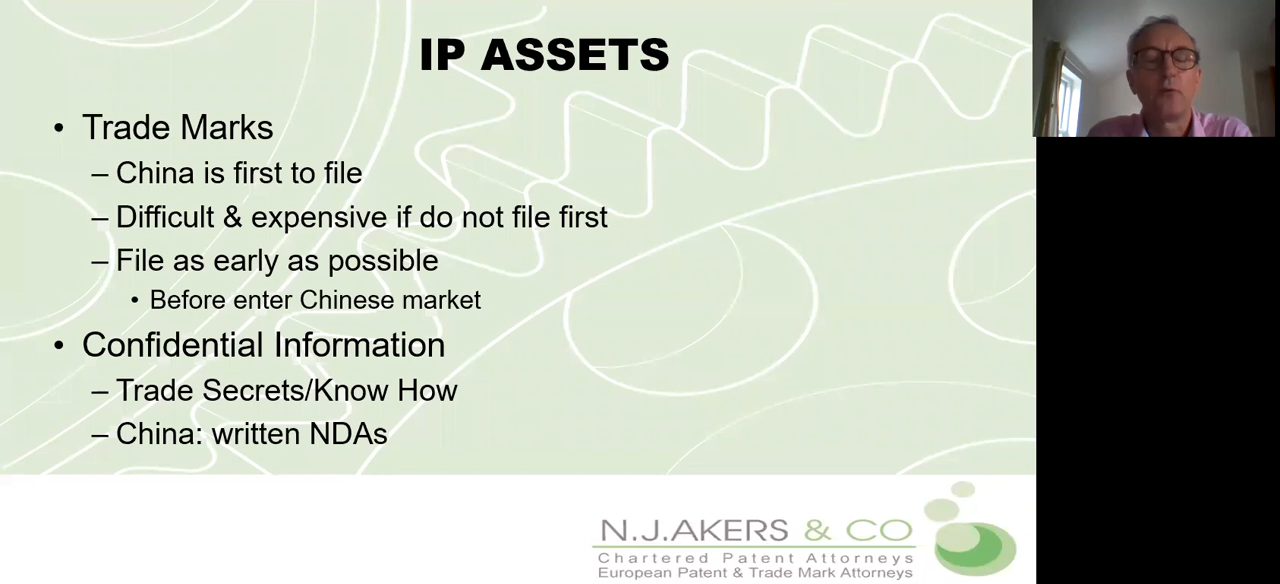 IP ASSETS
• Trade Marks
– China is first to file
– Difficult & expensive if do not file first
– File as early as possible
• Before enter Chinese market
• Confidential Information
– Trade Secrets/Know How
– China: written NDAs
N.J.AKERS & CO
Chartered Patent Attorneys
European Patent & Trade Mark Attorneys